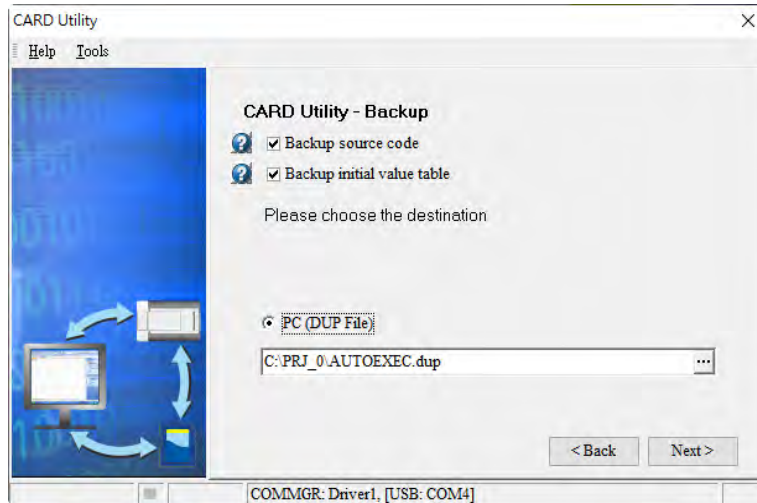 CARD Utility
Help Tools
CARD Utility - Backup
Backup source code
Backup initial value table
Please choose the destination
PC (DUP File)
C:\PRJ_0\AUTOEXEC.dup
...
< Back Next >
COMMGR: Driver1, [USB: COM4]